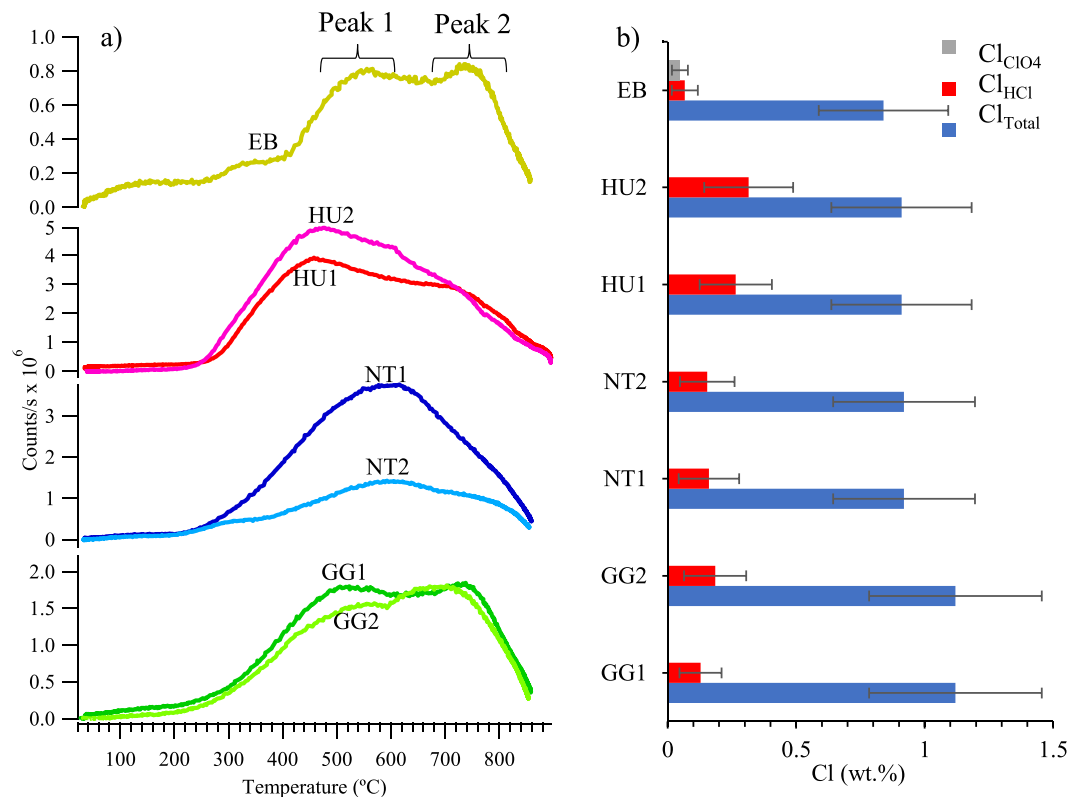 a)
Peak 1 Peak 2
1.0
0.8
0.6
0.4
0.2
0.0
EB
5
4
3
2
1
0
HU2
HU1
3
2
1
0
NT1
NT2
2.0
1.5
1.0
0.5
0.0
GG1
GG2
Counts/s x 10⁶
100 200 300 400 500 600 700 800
Temperature (ºC)
b)
Cl_ClO4
Cl_HCl
Cl_Total
EB
HU2
HU1
NT2
NT1
GG2
GG1
0 0.5 1 1.5
Cl (wt.%)